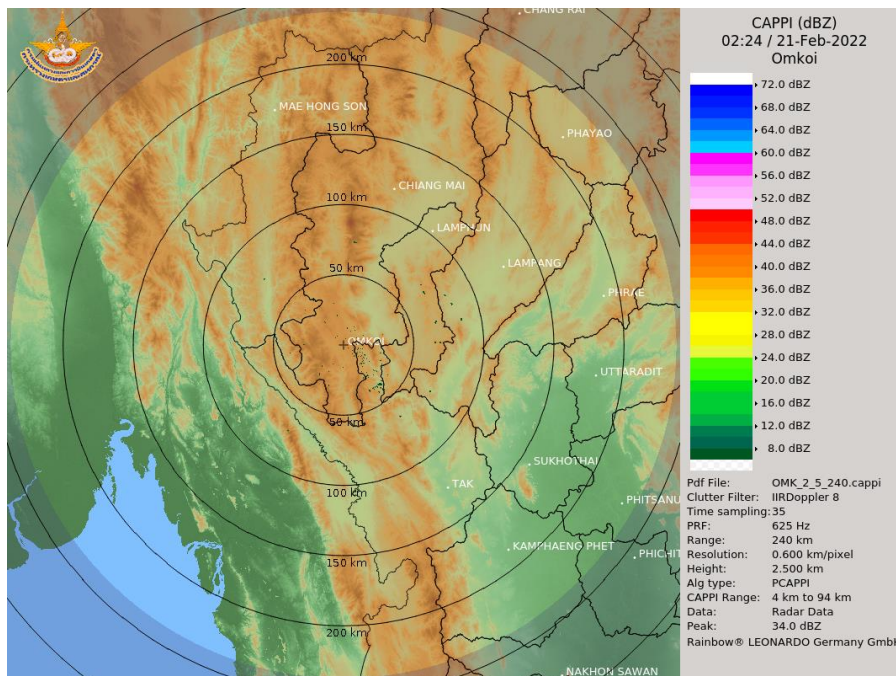 CAPPI (dBZ)
02:24 / 21-Feb-2022
Omkoi
72.0 dBZ
68.0 dBZ
64.0 dBZ
60.0 dBZ
56.0 dBZ
52.0 dBZ
48.0 dBZ
44.0 dBZ
40.0 dBZ
36.0 dBZ
32.0 dBZ
28.0 dBZ
24.0 dBZ
20.0 dBZ
16.0 dBZ
12.0 dBZ
8.0 dBZ
Pdf File: OMK_2_5_240.cappi
Clutter Filter: IIRDoppler 8
Time sampling: 35
PRF: 625 Hz
Range: 240 km
Resolution: 0.600 km/pixel
Height: 2.500 km
Alg type: PCAPPI
CAPPI Range: 4 km to 94 km
Data: Radar Data
Peak: 34.0 dBZ
Rainbow® LEONARDO Germany GmbH
CHANG RAI
200 km
MAE HONG SON
150 km
PHAYAO
CHIANG MAI
100 km
LAMPHUN
LAMPANG
50 km
PHRAE
OMKOI
UTTARADIT
50 km
SUKHOTHAI
TAK
100 km
PHITSANU
KAMPHAENG PHET
PHICHIT
150 km
200 km
NAKHON SAWAN